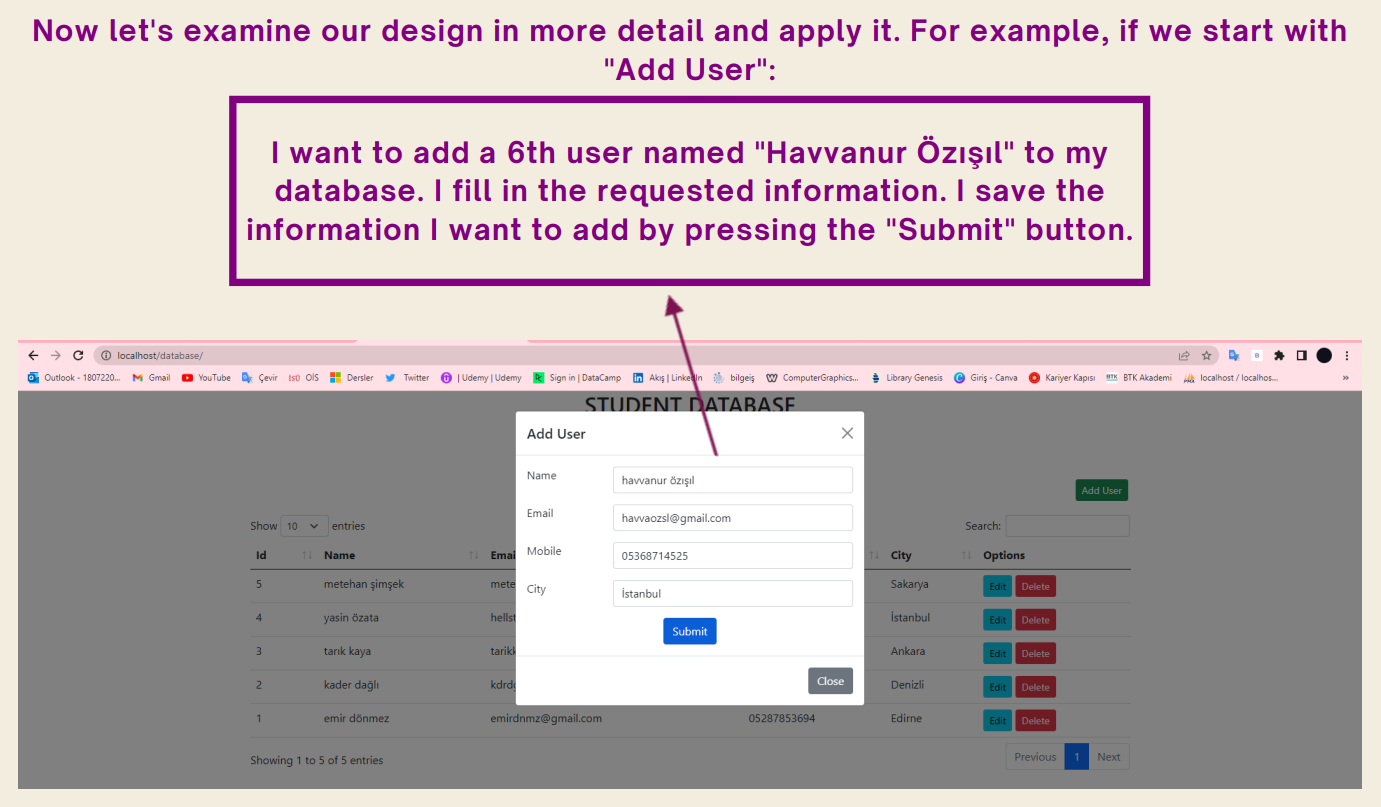 Now let's examine our design in more detail and apply it. For example, if we start with
"Add User":
I want to add a 6th user named "Havvanur Özışıl" to my
database. I fill in the requested information. I save the
information I want to add by pressing the "Submit" button.
localhost/database/
Outlook - 1807220... Gmail YouTube Çevir OİS Dersler Twitter | Udemy | Udemy Sign in | DataCamp Akış | LinkedIn bilgeiş ComputerGraphics... Library Genesis Giriş - Canva Kariyer Kapısı BTK Akademi localhost / localhos... »
STUDENT DATABASE
Add User
Name havvanur özışıl
Email havvaozsl@gmail.com
Mobile 05368714525
City İstanbul
Submit
Close
Add User
Show 10 entries Search:
Id Name Emai City Options
5 metehan şimşek mete Sakarya Edit Delete
4 yasin özata hellst İstanbul Edit Delete
3 tarık kaya tarikk Ankara Edit Delete
2 kader dağlı kdrdg Denizli Edit Delete
1 emir dönmez emirdnmz@gmail.com 05287853694 Edirne Edit Delete
Showing 1 to 5 of 5 entries Previous 1 Next